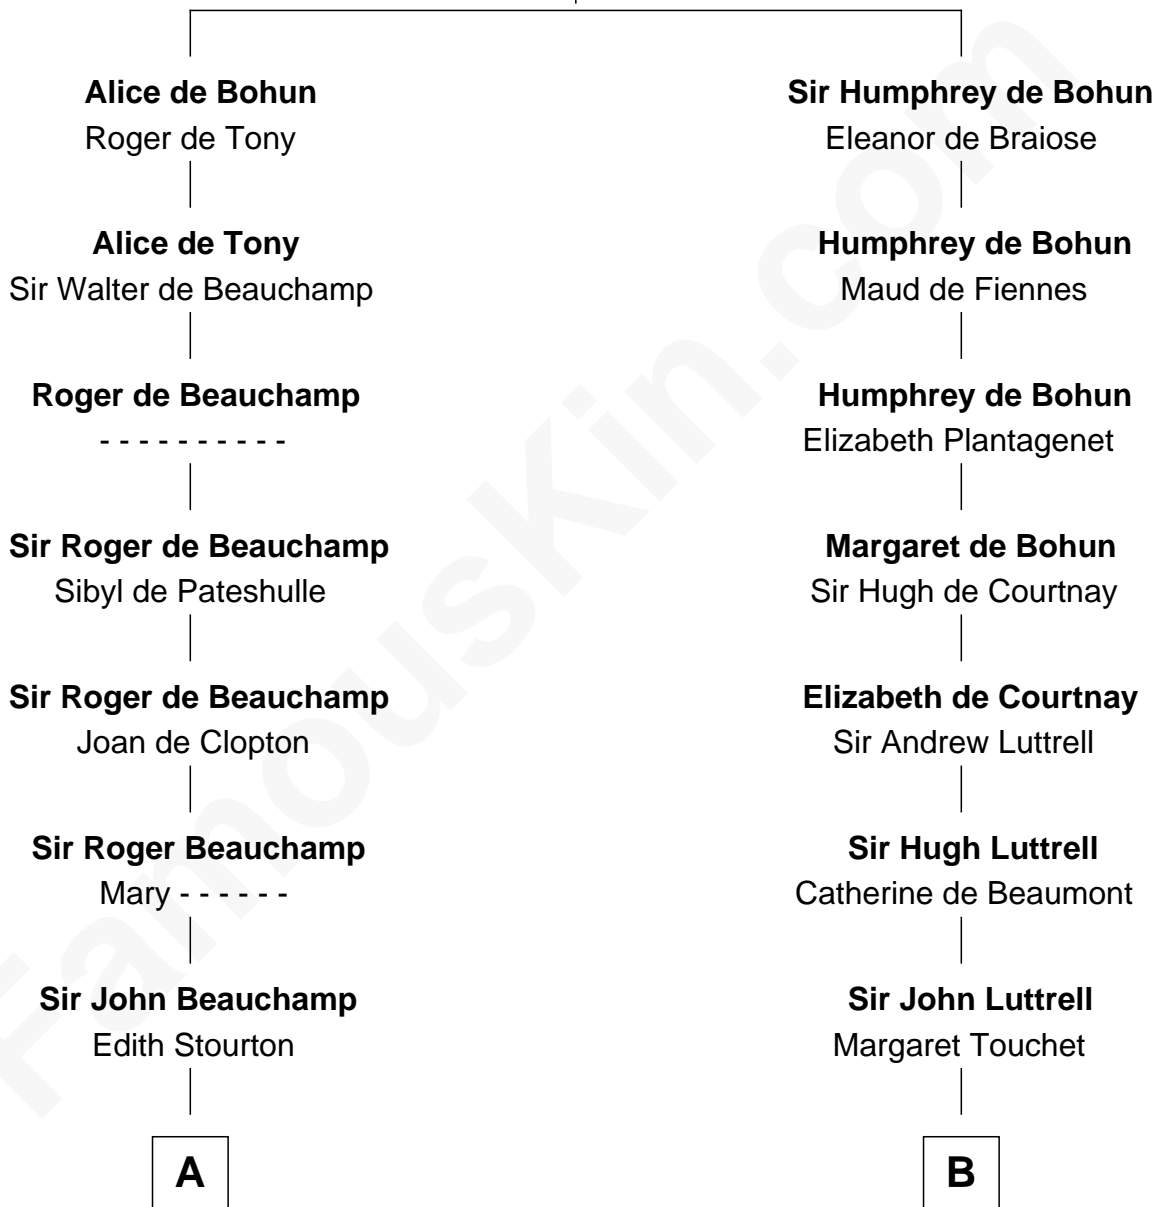 Alice de Bohun
Roger de Tony
Alice de Tony
Sir Walter de Beauchamp
Roger de Beauchamp
- - - - - - - - - -
Sir Roger de Beauchamp
Sibyl de Pateshulle
Sir Roger de Beauchamp
Joan de Clopton
Sir Roger Beauchamp
Mary - - - - - -
Sir John Beauchamp
Edith Stourton
A
Sir Humphrey de Bohun
Eleanor de Braiose
Humphrey de Bohun
Maud de Fiennes
Humphrey de Bohun
Elizabeth Plantagenet
Margaret de Bohun
Sir Hugh de Courtnay
Elizabeth de Courtnay
Sir Andrew Luttrell
Sir Hugh Luttrell
Catherine de Beaumont
Sir John Luttrell
Margaret Touchet
B
FamousKin.com